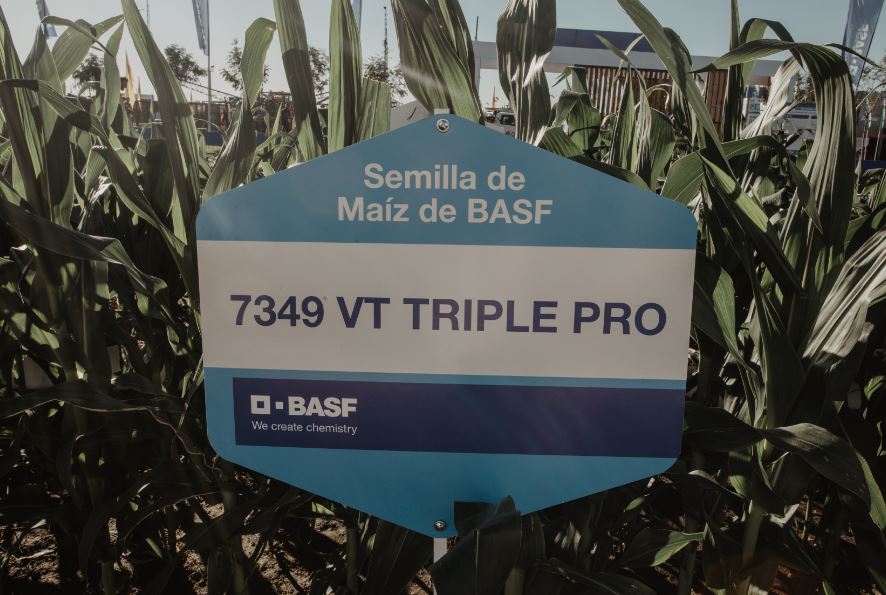 Semilla de
Maíz de BASF
7349 VT TRIPLE PRO
BASF
We create chemistry